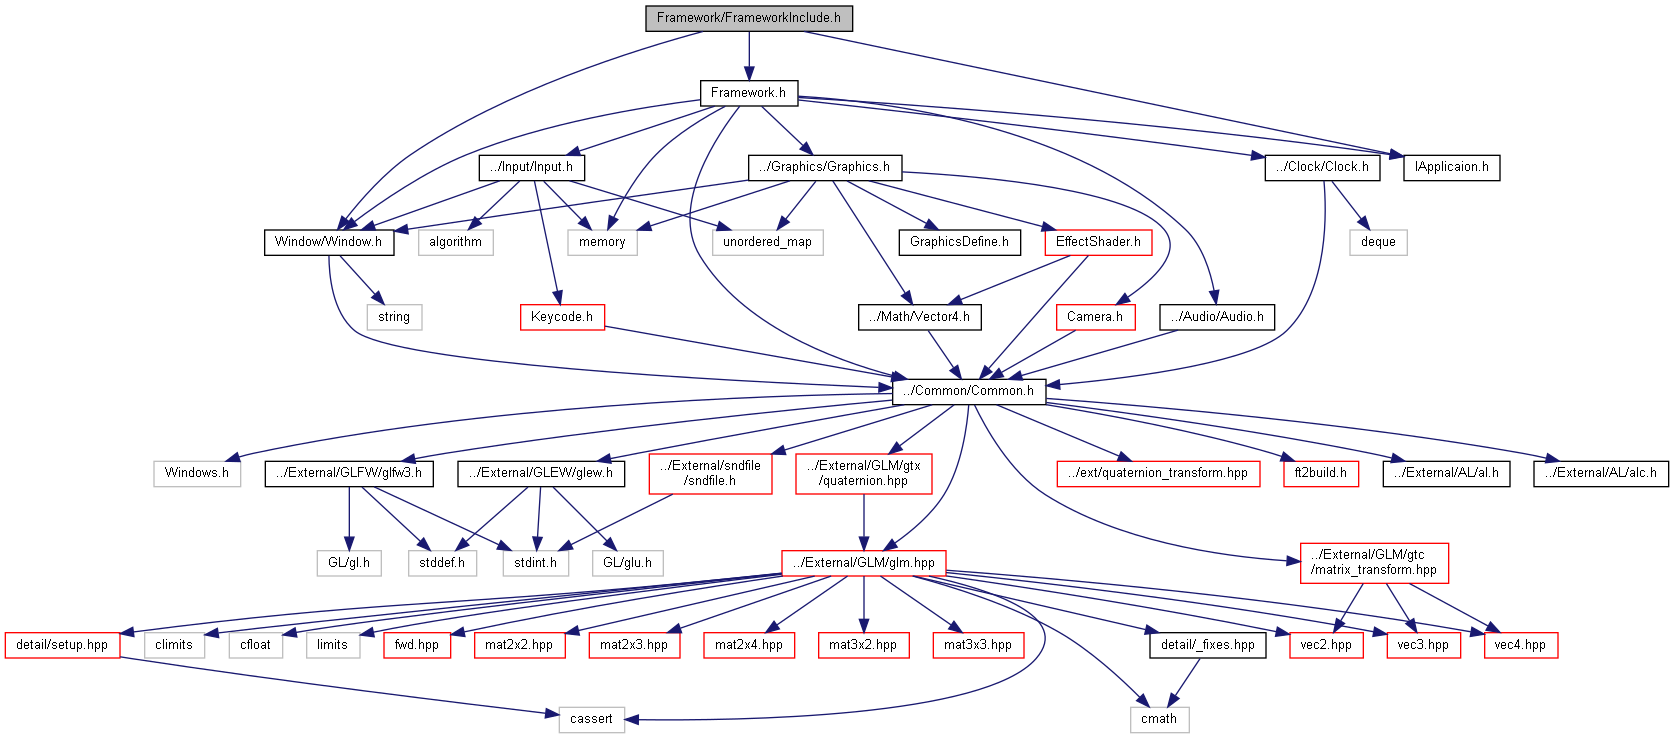 Framework/FrameworkInclude.h
Framework.h
../Input/Input.h
../Graphics/Graphics.h
../Clock/Clock.h
IApplicaion.h
Window/Window.h
algorithm
memory
unordered_map
GraphicsDefine.h
EffectShader.h
deque
string
Keycode.h
../Math/Vector4.h
Camera.h
../Audio/Audio.h
../Common/Common.h
Windows.h
../External/GLFW/glfw3.h
../External/GLEW/glew.h
../External/sndfile
/sndfile.h
../External/GLM/gtx
/quaternion.hpp
../ext/quaternion_transform.hpp
ft2build.h
../External/AL/al.h
../External/AL/alc.h
GL/gl.h
stddef.h
stdint.h
GL/glu.h
../External/GLM/glm.hpp
../External/GLM/gtc
/matrix_transform.hpp
detail/setup.hpp
climits
cfloat
limits
fwd.hpp
mat2x2.hpp
mat2x3.hpp
mat2x4.hpp
mat3x2.hpp
mat3x3.hpp
detail/_fixes.hpp
vec2.hpp
vec3.hpp
vec4.hpp
cassert
cmath